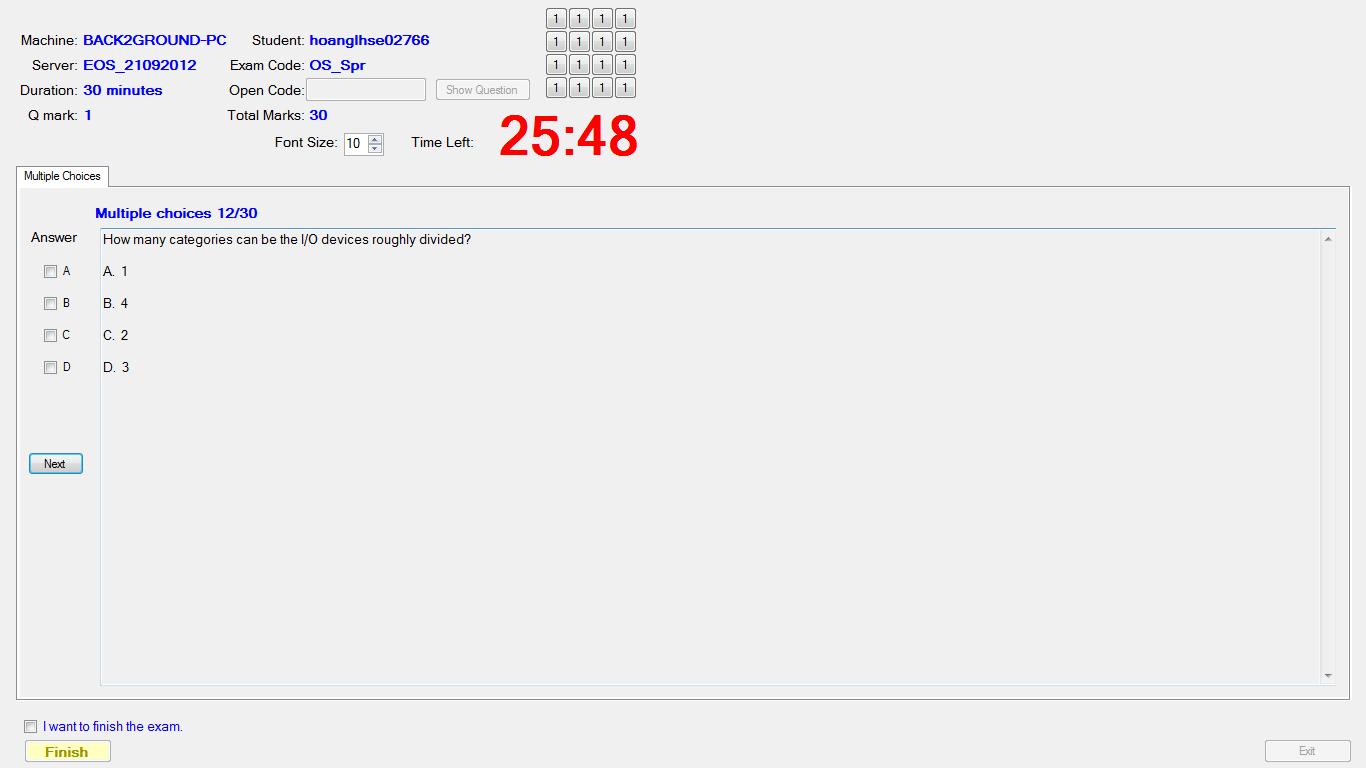 Machine: BACK2GROUND-PC Student: hoanglhse02766
Server: EOS_21092012 Exam Code: OS_Spr
Duration: 30 minutes Open Code: Show Question
Q mark: 1 Total Marks: 30
Font Size: 10 Time Left: 25:48
1 1 1 1
1 1 1 1
1 1 1 1
1 1 1 1
Multiple Choices
Multiple choices 12/30
Answer
How many categories can be the I/O devices roughly divided?
A A. 1
B B. 4
C C. 2
D D. 3
Next
I want to finish the exam.
Finish
Exit